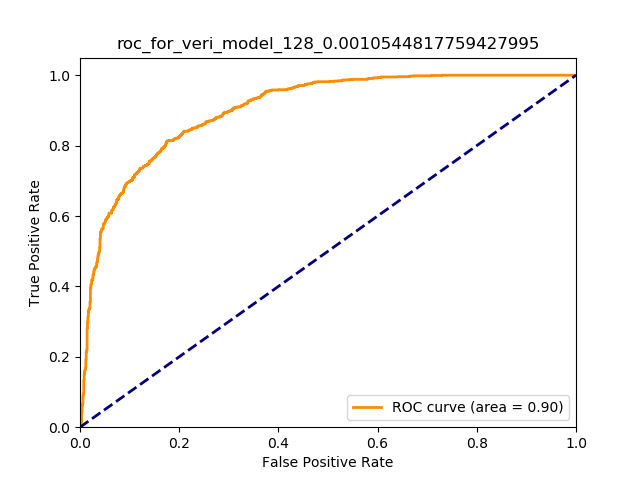 roc_for_veri_model_128_0.0010544817759427995
1.0
0.8
0.6
0.4
0.2
0.0
True Positive Rate
ROC curve (area = 0.90)
0.0 0.2 0.4 0.6 0.8 1.0
False Positive Rate